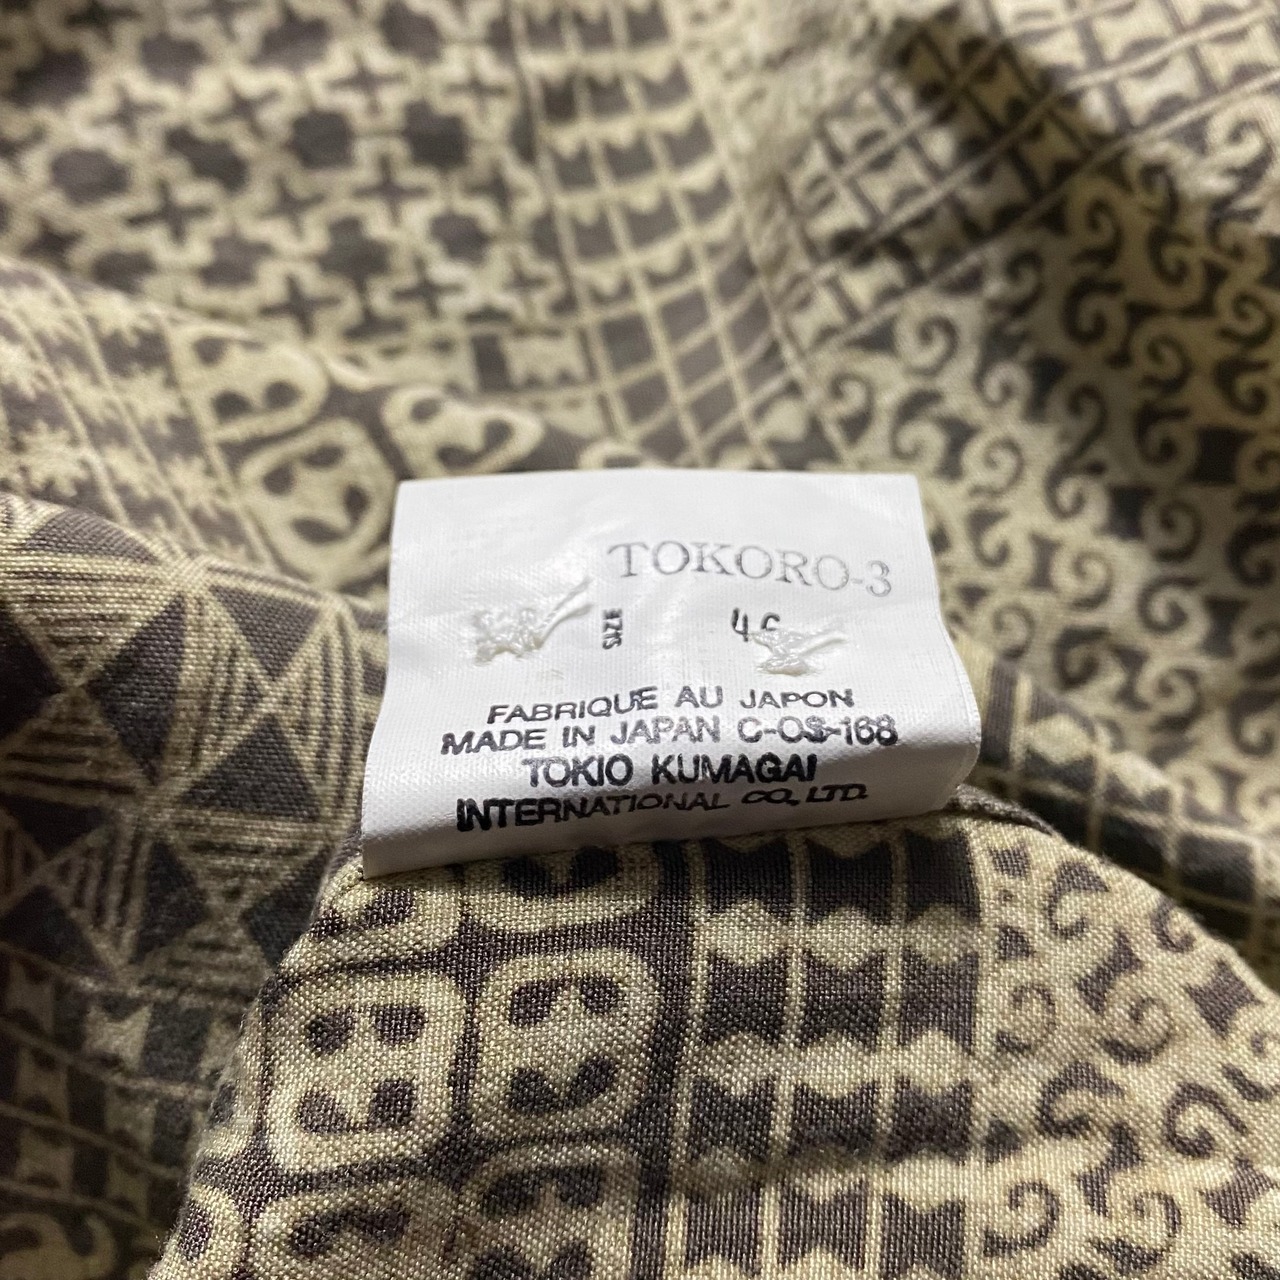 TOKORO-3
SIZE 46
FABRIQUE AU JAPON
MADE IN JAPAN C-OS-168
TOKIO KUMAGAI
INTERNATIONAL CO., LTD.